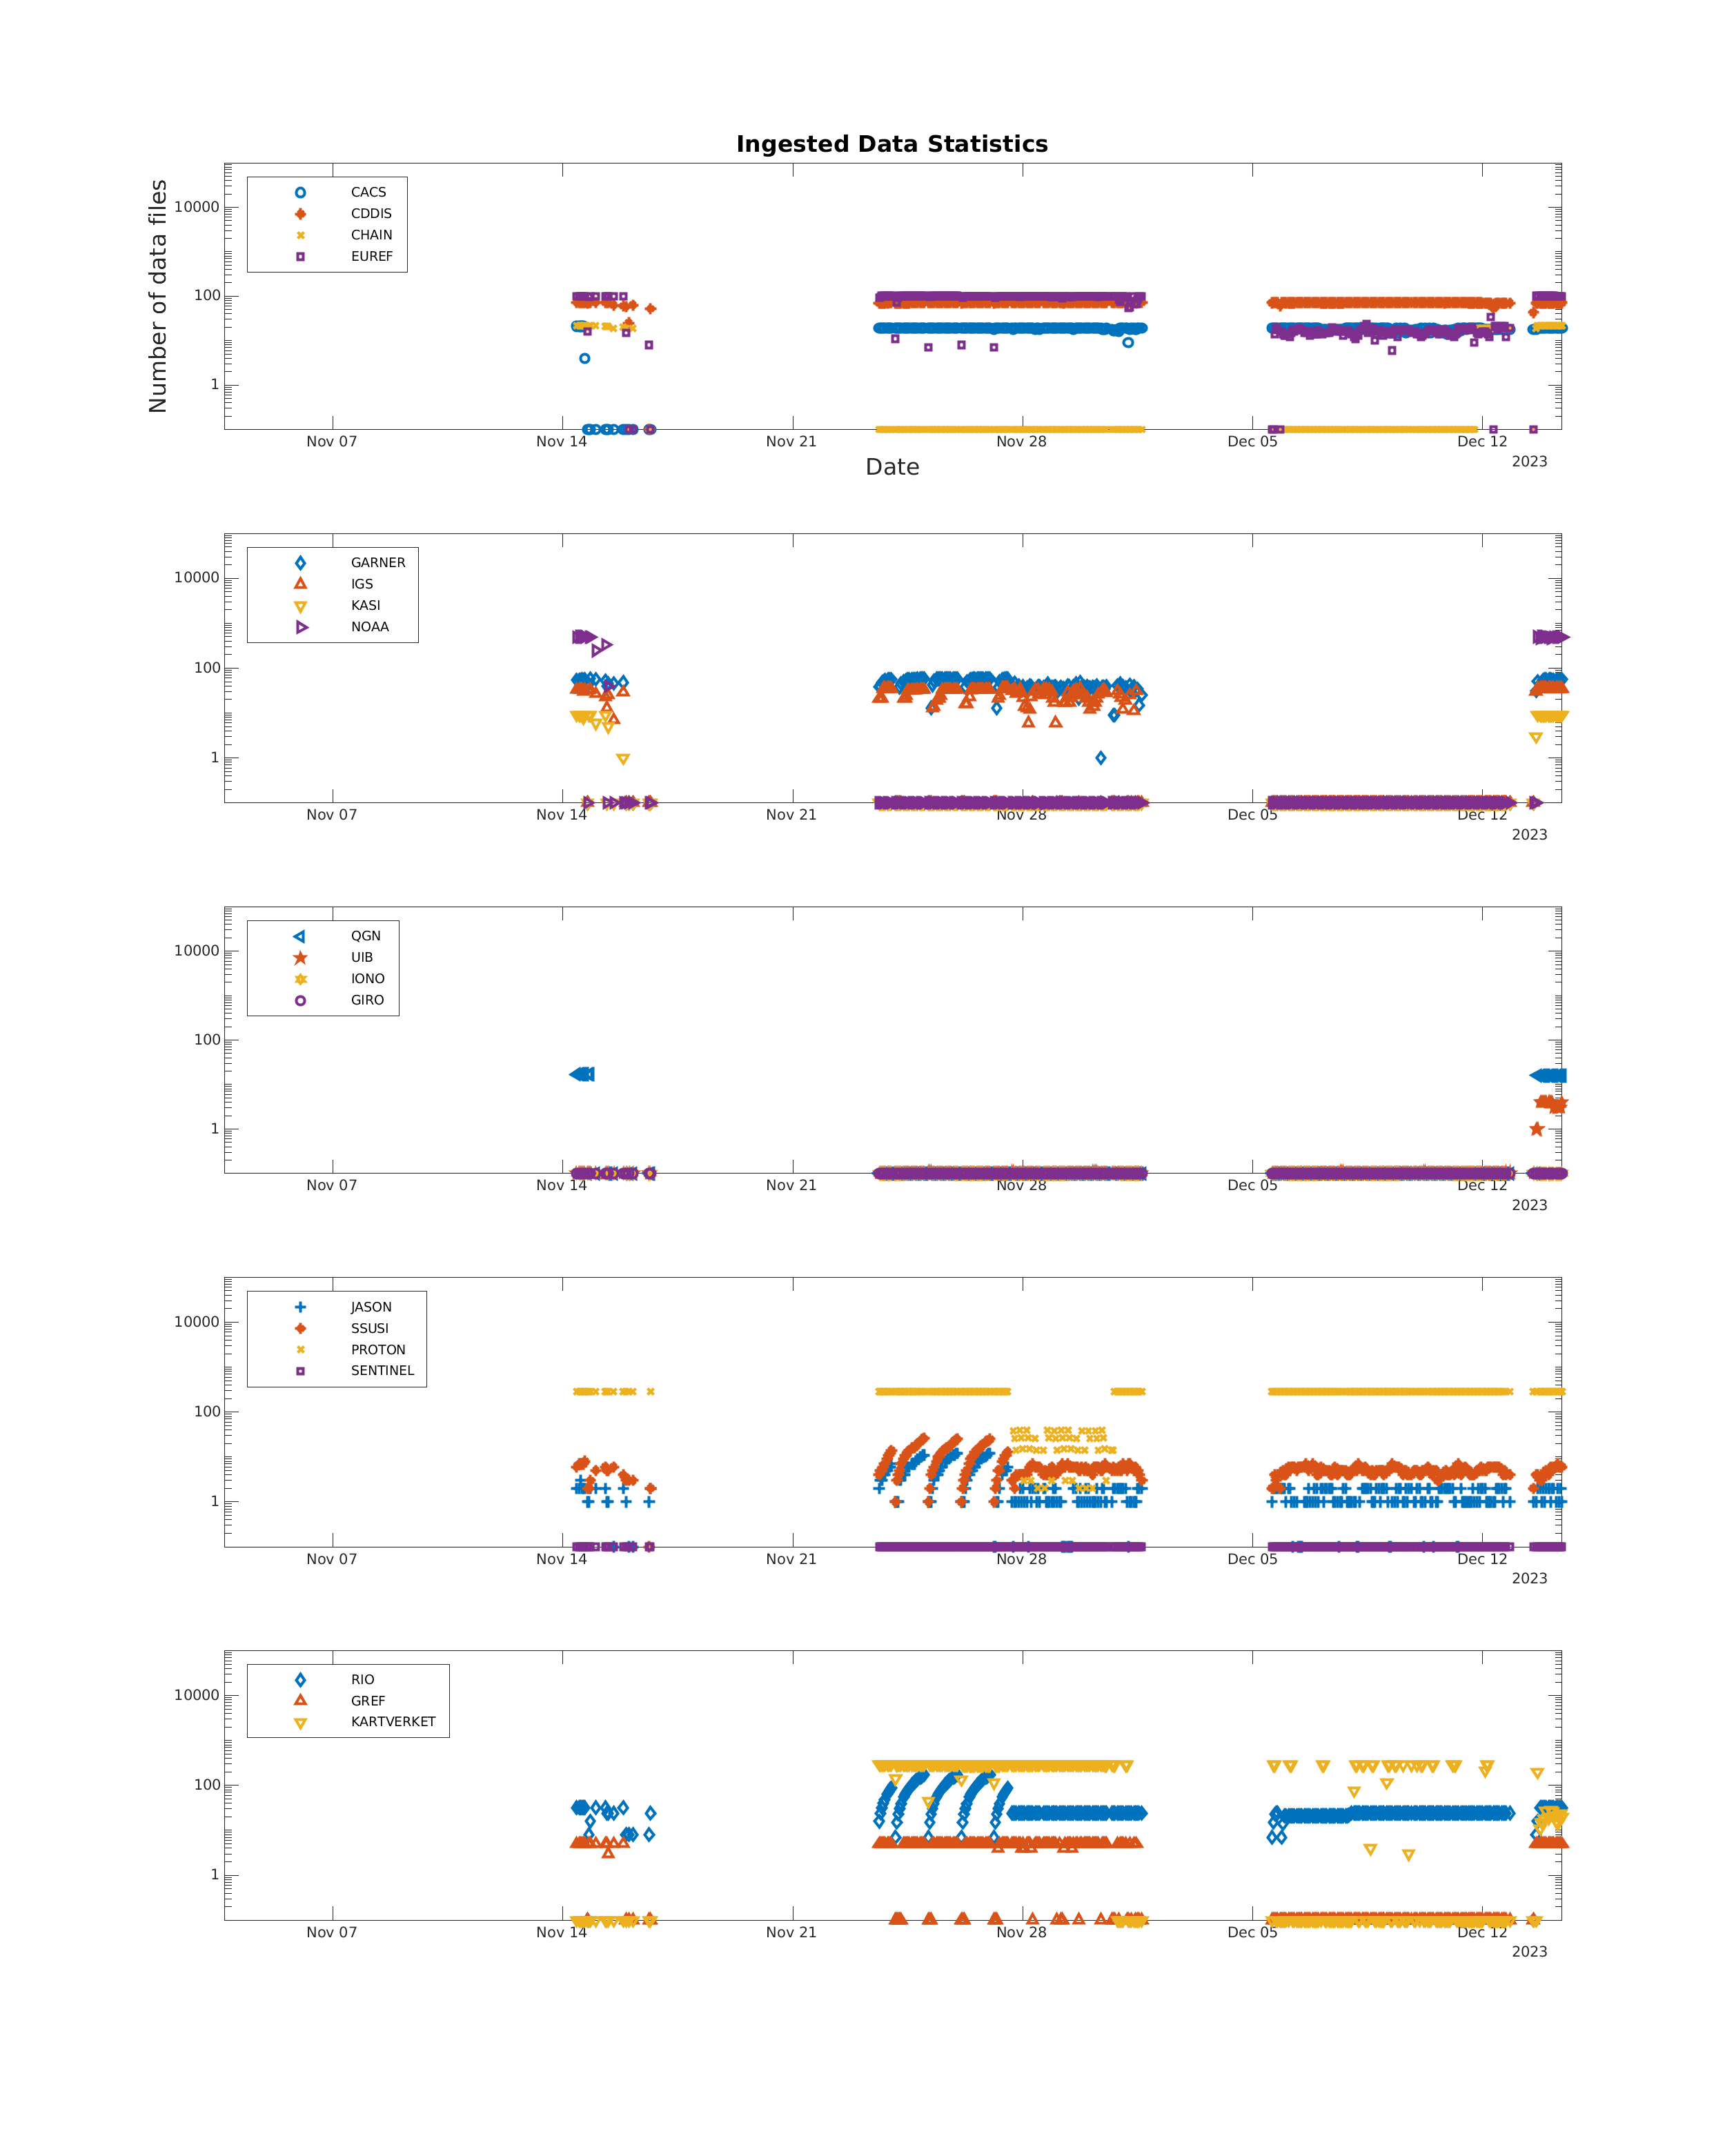 Ingested Data Statistics
Number of data files
CACS
CDDIS
CHAIN
EUREF
10000
100
1
Nov 07 Nov 14 Nov 21 Nov 28 Dec 05 Dec 12
2023
Date
GARNER
IGS
KASI
NOAA
10000
100
1
Nov 07 Nov 14 Nov 21 Nov 28 Dec 05 Dec 12
2023
QGN
UIB
IONO
GIRO
10000
100
1
Nov 07 Nov 14 Nov 21 Nov 28 Dec 05 Dec 12
2023
JASON
SSUSI
PROTON
SENTINEL
10000
100
1
Nov 07 Nov 14 Nov 21 Nov 28 Dec 05 Dec 12
2023
RIO
GREF
KARTVERKET
10000
100
1
Nov 07 Nov 14 Nov 21 Nov 28 Dec 05 Dec 12
2023